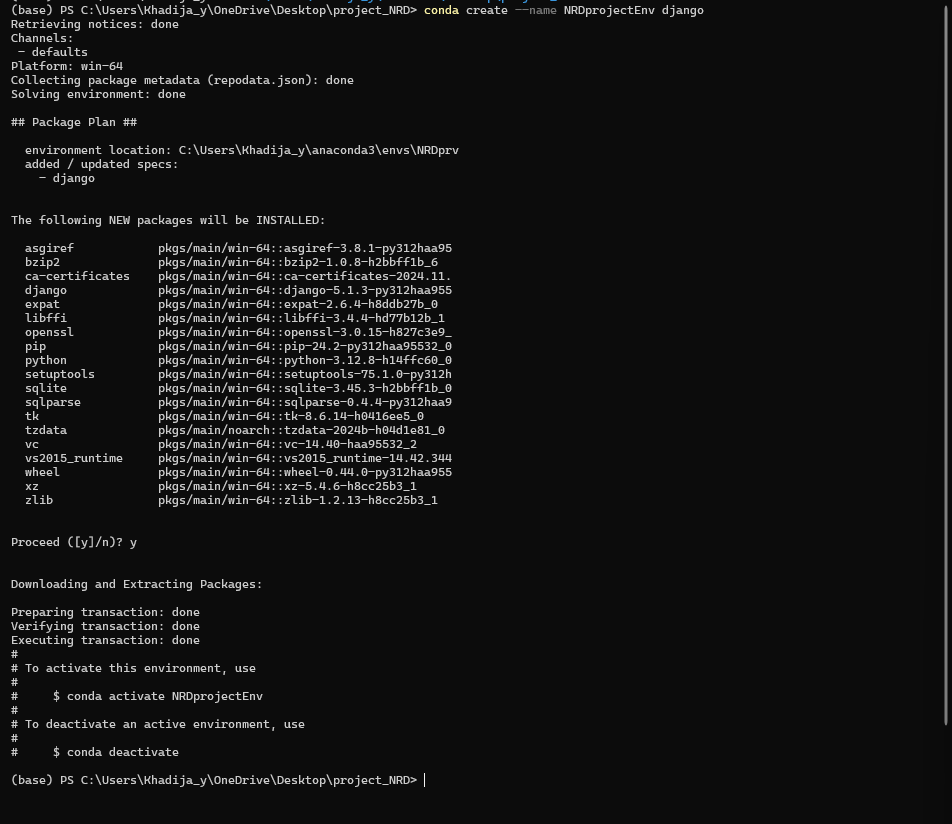 (base) PS C:\Users\Khadija_y\OneDrive\Desktop\project_NRD> conda create --name NRDprojectEnv django
Retrieving notices: done
Channels:
 - defaults
Platform: win-64
Collecting package metadata (repodata.json): done
Solving environment: done

## Package Plan ##

  environment location: C:\Users\Khadija_y\anaconda3\envs\NRDprv
  added / updated specs:
    - django


The following NEW packages will be INSTALLED:

  asgiref            pkgs/main/win-64::asgiref-3.8.1-py312haa95
  bzip2              pkgs/main/win-64::bzip2-1.0.8-h2bbff1b_6
  ca-certificates    pkgs/main/win-64::ca-certificates-2024.11.
  django             pkgs/main/win-64::django-5.1.3-py312haa955
  expat              pkgs/main/win-64::expat-2.6.4-h8ddb27b_0
  libffi             pkgs/main/win-64::libffi-3.4.4-hd77b12b_1
  openssl            pkgs/main/win-64::openssl-3.0.15-h827c3e9_
  pip                pkgs/main/win-64::pip-24.2-py312haa95532_0
  python             pkgs/main/win-64::python-3.12.8-h14ffc60_0
  setuptools         pkgs/main/win-64::setuptools-75.1.0-py312h
  sqlite             pkgs/main/win-64::sqlite-3.45.3-h2bbff1b_0
  sqlparse           pkgs/main/win-64::sqlparse-0.4.4-py312haa9
  tk                 pkgs/main/win-64::tk-8.6.14-h0416ee5_0
  tzdata             pkgs/main/noarch::tzdata-2024b-h04d1e81_0
  vc                 pkgs/main/win-64::vc-14.40-haa95532_2
  vs2015_runtime     pkgs/main/win-64::vs2015_runtime-14.42.344
  wheel              pkgs/main/win-64::wheel-0.44.0-py312haa955
  xz                 pkgs/main/win-64::xz-5.4.6-h8cc25b3_1
  zlib               pkgs/main/win-64::zlib-1.2.13-h8cc25b3_1


Proceed ([y]/n)? y


Downloading and Extracting Packages:

Preparing transaction: done
Verifying transaction: done
Executing transaction: done
#
# To activate this environment, use
#
#     $ conda activate NRDprojectEnv
#
# To deactivate an active environment, use
#
#     $ conda deactivate

(base) PS C:\Users\Khadija_y\OneDrive\Desktop\project_NRD>